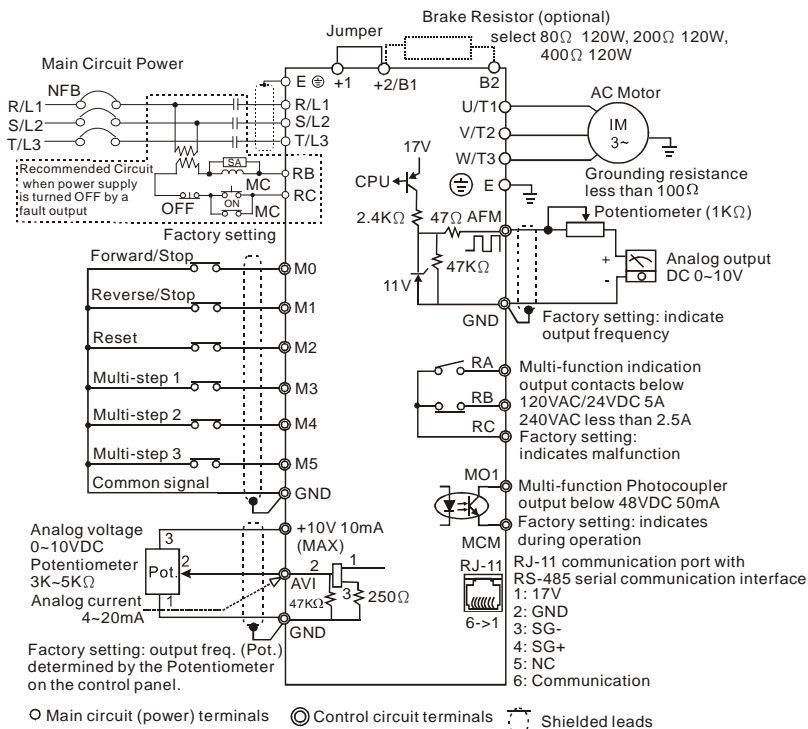 Brake Resistor (optional)
select 80Ω 120W, 200Ω 120W,
400Ω 120W
Jumper
Main Circuit Power
NFB
E
+1
+2/B1
B2
R/L1
S/L2
T/L3
R/L1
S/L2
T/L3
U/T1
V/T2
W/T3
E
AC Motor
IM
3~
Grounding resistance
less than 100Ω
Recommended Circuit
when power supply
is turned OFF by a
fault output
SA
MC
RB
OFF
ON
MC
RC
Factory setting
17V
CPU
2.4KΩ
47Ω
AFM
47KΩ
11V
GND
Potentiometer (1KΩ)
+
-
Analog output
DC 0~10V
Factory setting: indicate
output frequency
Forward/Stop
M0
Reverse/Stop
M1
Reset
M2
Multi-step 1
M3
Multi-step 2
M4
Multi-step 3
M5
Common signal
GND
RA
RB
RC
Multi-function indication
output contacts below
120VAC/24VDC 5A
240VAC less than 2.5A
Factory setting:
indicates malfunction
MO1
MCM
Multi-function Photocoupler
output below 48VDC 50mA
Factory setting: indicates
during operation
Analog voltage
0~10VDC
Potentiometer
3K~5KΩ
Analog current
4~20mA
3
Pot.
2
1
+10V 10mA
(MAX)
AVI
2
1
3
47KΩ
250Ω
GND
RJ-11
6->1
RJ-11 communication port with
RS-485 serial communication interface
1: 17V
2: GND
3: SG-
4: SG+
5: NC
6: Communication
Factory setting: output freq. (Pot.)
determined by the Potentiometer
on the control panel.
Main circuit (power) terminals
Control circuit terminals
Shielded leads